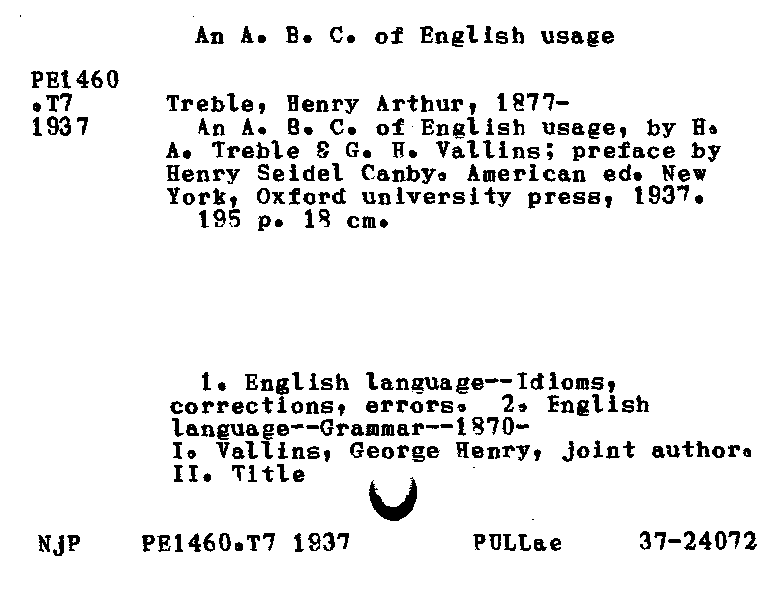 An A. B. C. of English usage
PE1460
.T7 Treble, Henry Arthur, 1877-
1937 An A. B. C. of English usage, by H.
A. Treble & G. H. Vallins; preface by
Henry Seidel Canby. American ed. New
York, Oxford university press, 1937.
195 p. 18 cm.
1. English language--Idioms,
corrections, errors. 2. English
language--Grammar--1870-
I. Vallins, George Henry, joint author.
II. Title
NjP PE1460.T7 1937 PULLae 37-24072